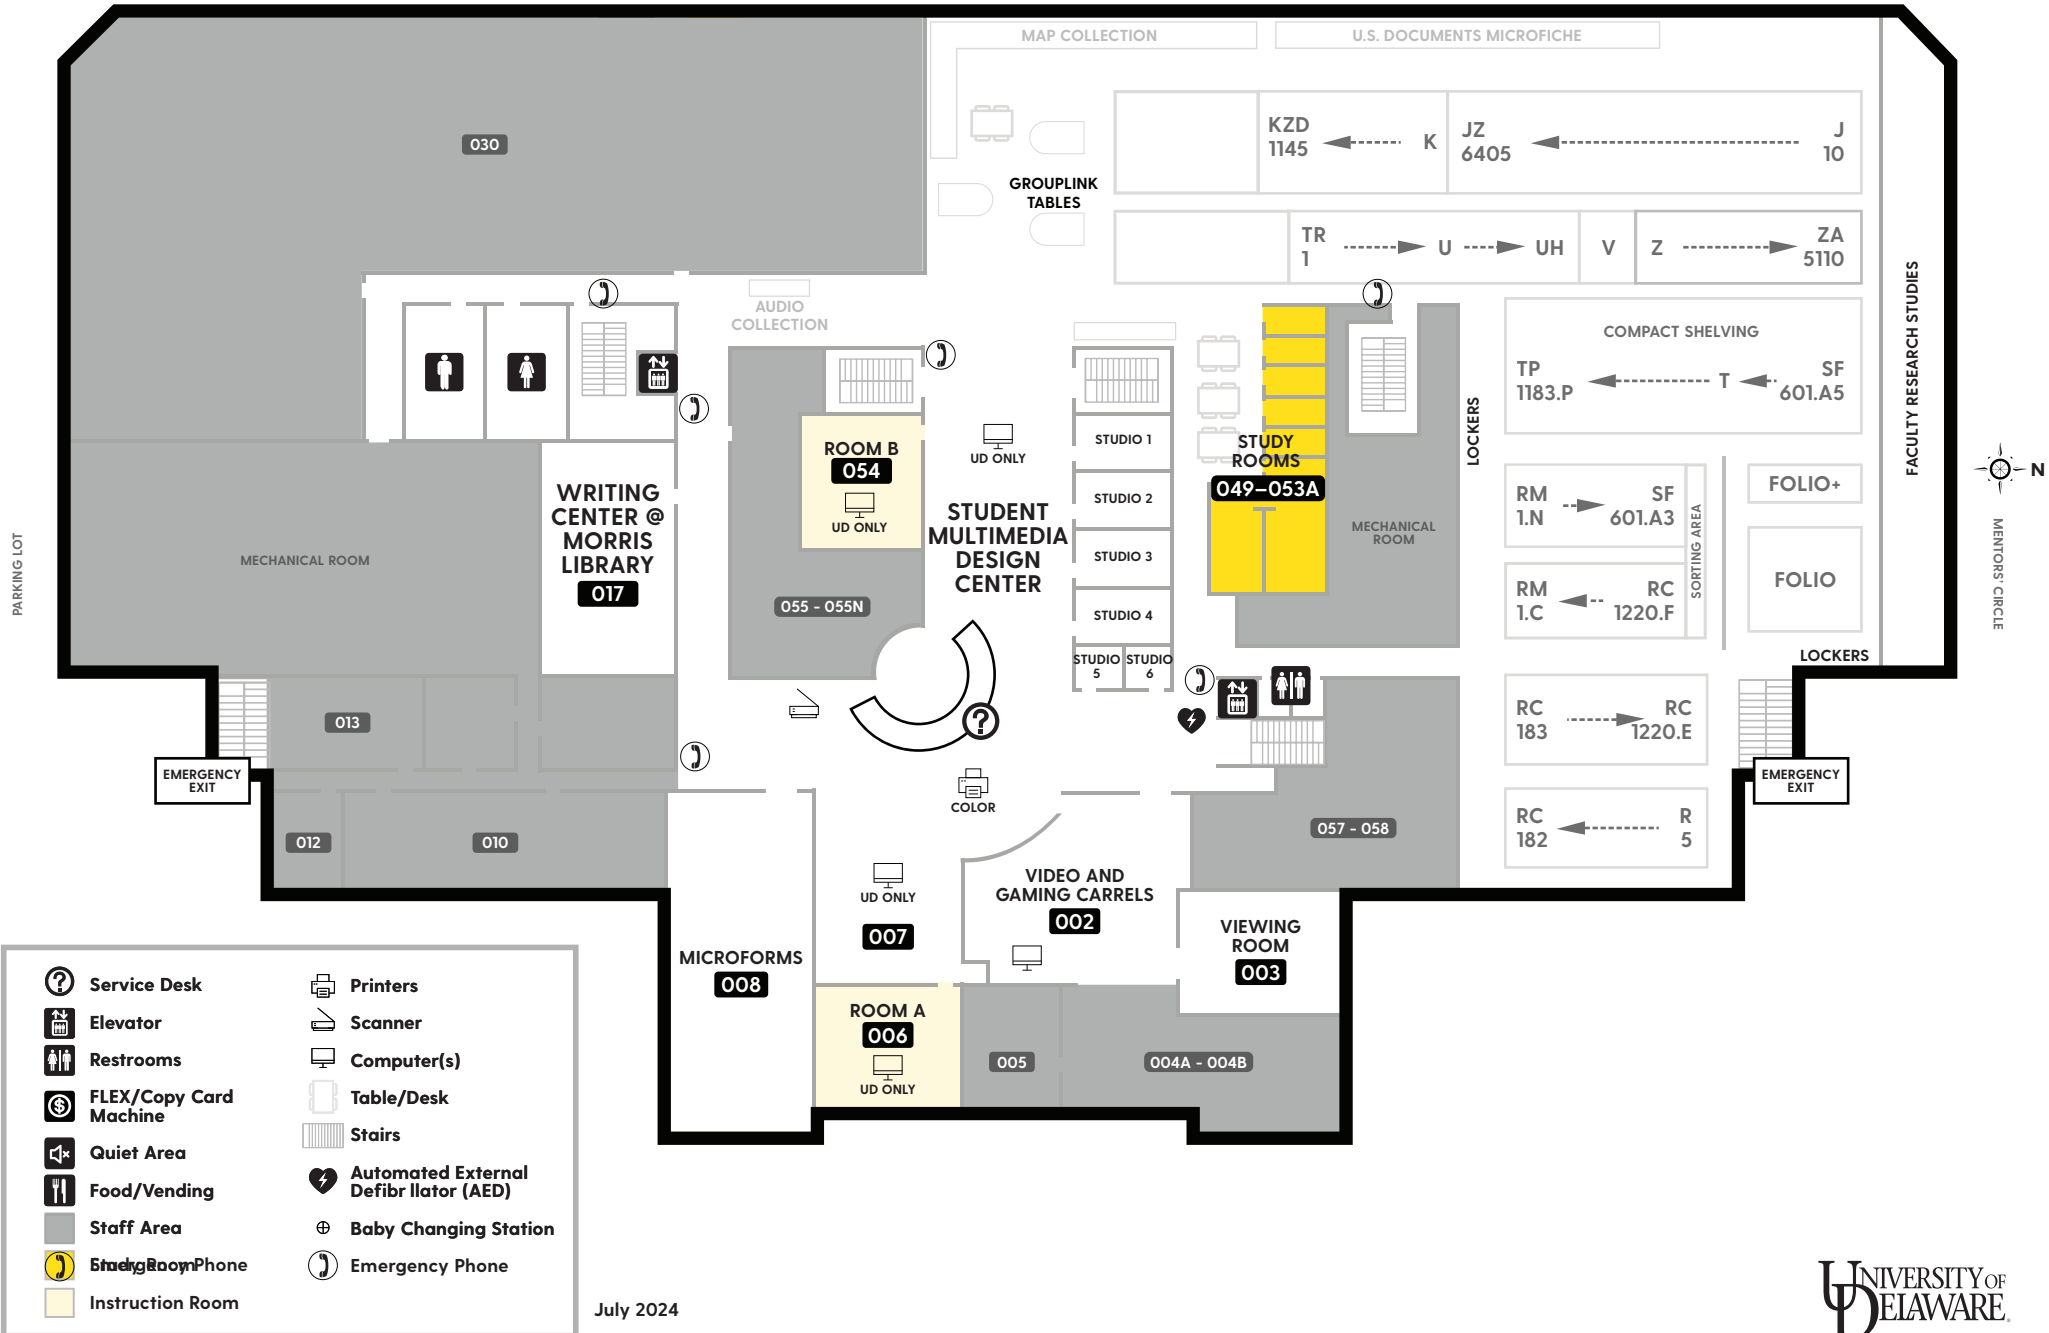 MAP COLLECTION
U.S. DOCUMENTS MICROFICHE
030
KZD
1145
K
JZ
6405
J
10
GROUPLINK
TABLES
TR
1
U
UH
V
Z
ZA
5110
AUDIO
COLLECTION
COMPACT SHELVING
TP
1183.P
T
SF
601.A5
FACULTY RESEARCH STUDIES
LOCKERS
ROOM B
054
UD ONLY
UD ONLY
STUDIO 1
STUDIO 2
STUDIO 3
STUDIO 4
STUDIO
5
STUDIO
6
STUDY
ROOMS
049–053A
MECHANICAL
ROOM
RM
1.N
SF
601.A3
RM
1.C
RC
1220.F
SORTING AREA
FOLIO+
FOLIO
LOCKERS
N
MENTORS' CIRCLE
PARKING LOT
MECHANICAL ROOM
WRITING
CENTER @
MORRIS
LIBRARY
017
055 - 055N
STUDENT
MULTIMEDIA
DESIGN
CENTER
013
EMERGENCY
EXIT
012
010
COLOR
RC
183
RC
1220.E
EMERGENCY
EXIT
RC
182
R
5
057 - 058
UD ONLY
007
VIDEO AND
GAMING CARRELS
002
VIEWING
ROOM
003
MICROFORMS
008
ROOM A
006
UD ONLY
005
004A - 004B
Service Desk
Elevator
Restrooms
FLEX/Copy Card
Machine
Quiet Area
Food/Vending
Staff Area
Study Room
Emergency Phone
Instruction Room
Printers
Scanner
Computer(s)
Table/Desk
Stairs
Automated External
Defibr llator (AED)
Baby Changing Station
Emergency Phone
July 2024
UNIVERSITY OF
DELAWARE